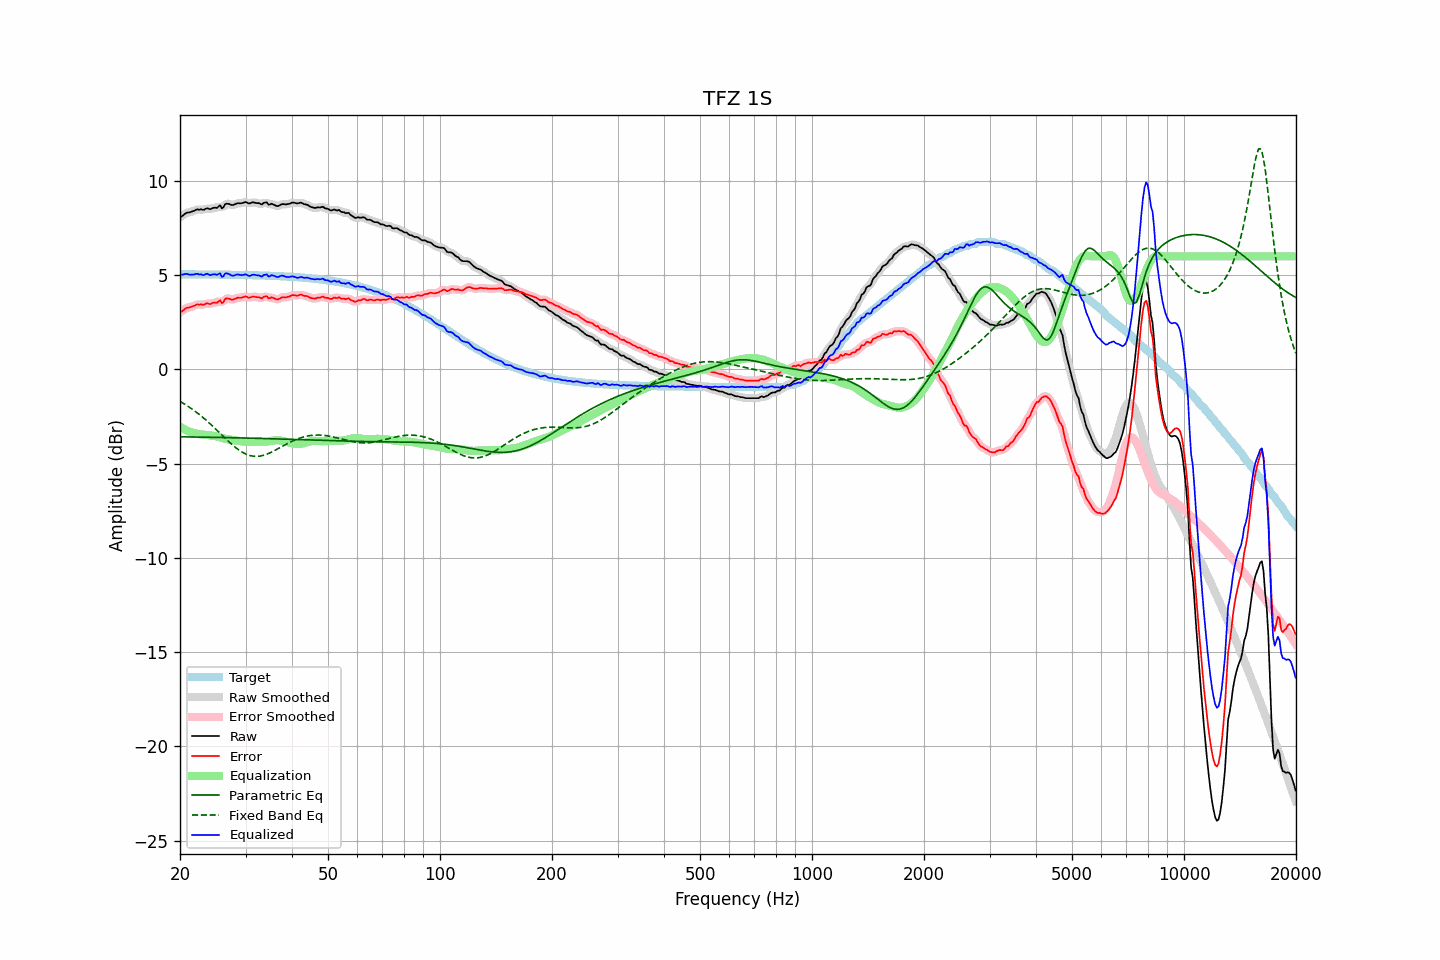 TFZ 1S
Amplitude (dBr)
10
5
0
−5
−10
−15
−20
−25
Target
Raw Smoothed
Error Smoothed
Raw
Error
Equalization
Parametric Eq
Fixed Band Eq
Equalized
20 50 100 200 500 1000 2000 5000 10000 20000
Frequency (Hz)